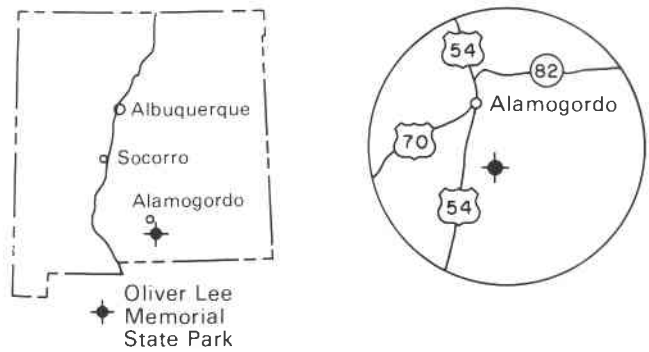 Albuquerque
Socorro
Alamogordo
Oliver Lee
Memorial
State Park
54
82
Alamogordo
70
54